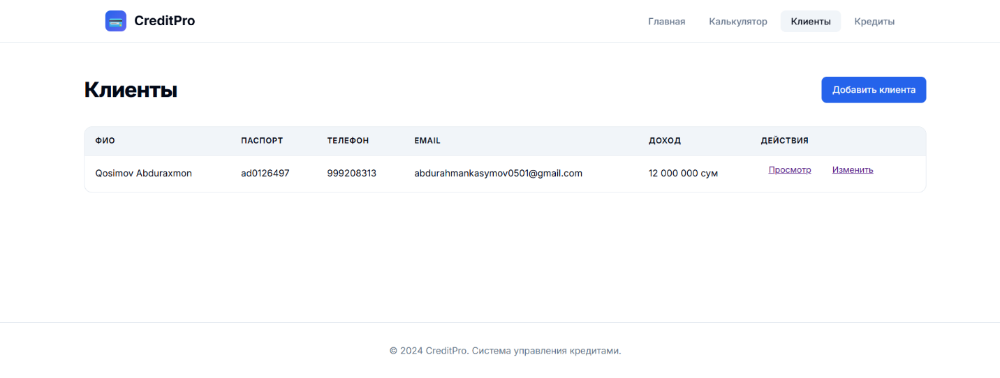 CreditPro Главная Калькулятор Клиенты Кредиты
Клиенты Добавить клиента
ФИО ПАСПОРТ ТЕЛЕФОН EMAIL ДОХОД ДЕЙСТВИЯ
Qosimov Abduraxmon ad0126497 999208313 abdurahmankasymov0501@gmail.com 12 000 000 сум Просмотр Изменить
© 2024 CreditPro. Система управления кредитами.